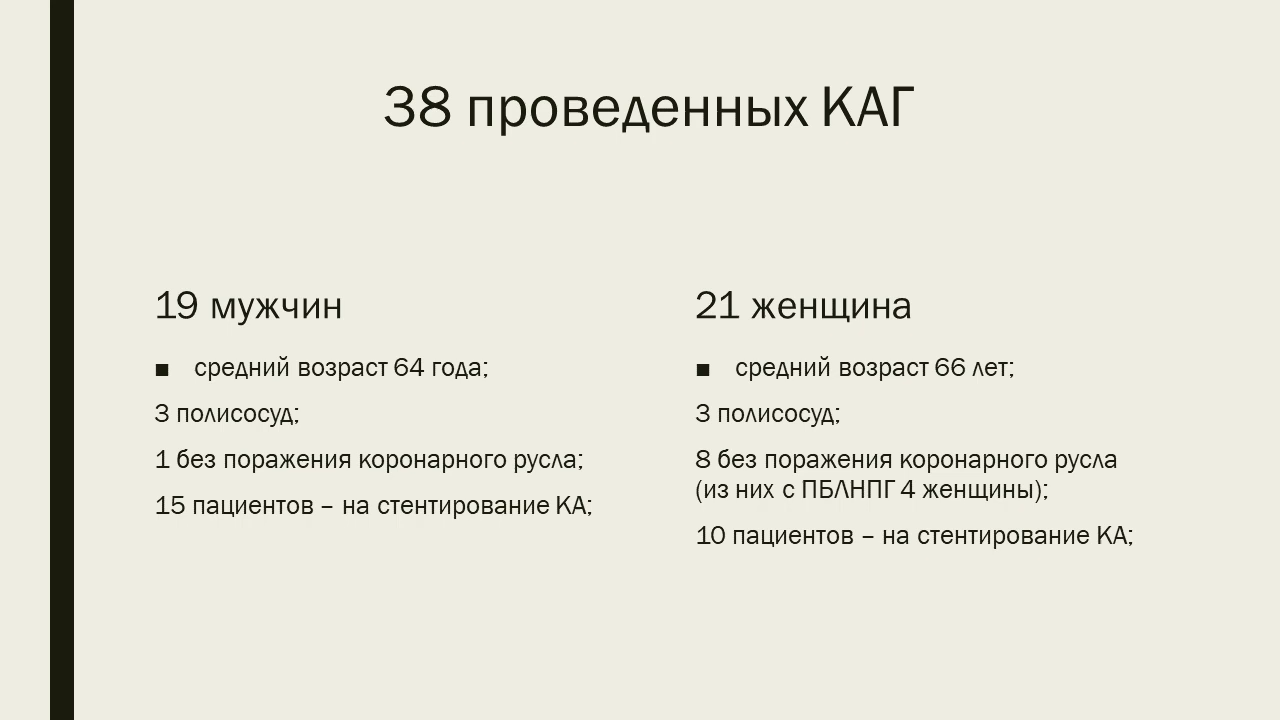 38 проведенных КАГ
19 мужчин
■ средний возраст 64 года;
3 полисосуд;
1 без поражения коронарного русла;
15 пациентов – на стентирование КА;
21 женщина
■ средний возраст 66 лет;
3 полисосуд;
8 без поражения коронарного русла
(из них с ПБЛНПГ 4 женщины);
10 пациентов – на стентирование КА;